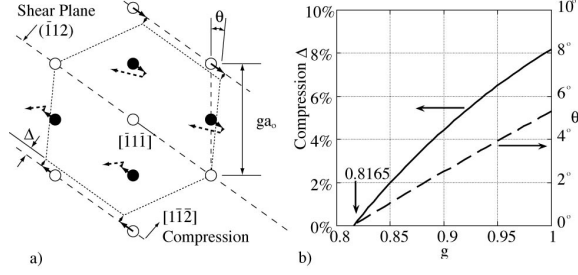 Shear Plane
(1̄12)
θ
ga₀
Δ
[1̄11̄]
[11̄2̄]
Compression
a)
10%
8%
6%
4%
2%
0%
Compression Δ
10°
8°
6°
4°
2°
0°
θ
0.8165
0.8
0.85
0.9
0.95
1
g
b)